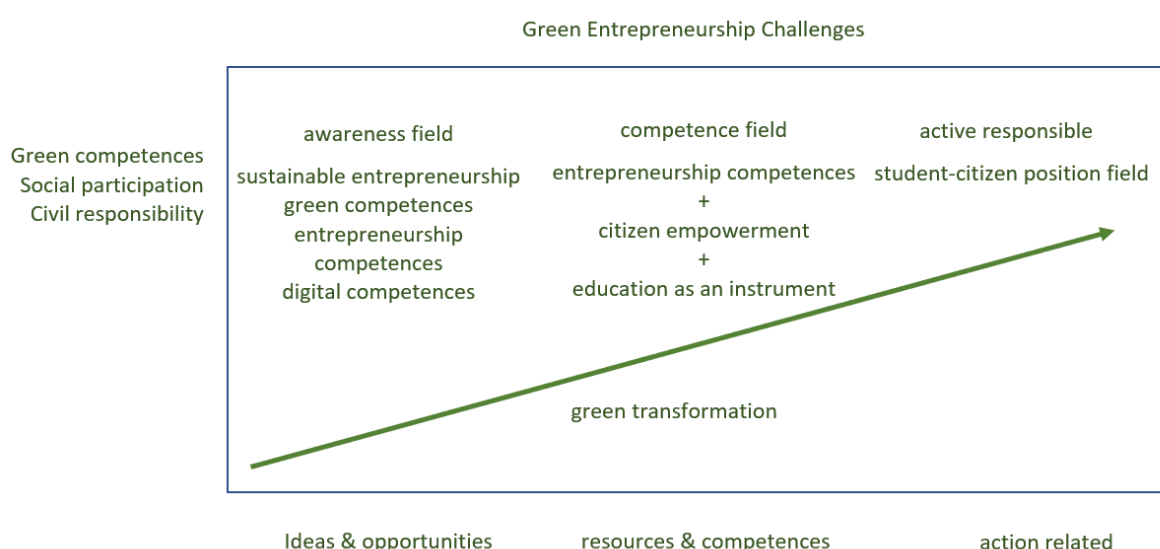 Green Entrepreneurship Challenges
Green competences
Social participation
Civil responsibility
awareness field
sustainable entrepreneurship
green competences
entrepreneurship
competences
digital competences
competence field
entrepreneurship competences
+
citizen empowerment
+
education as an instrument
active responsible
student-citizen position field
green transformation
Ideas & opportunities
resources & competences
action related